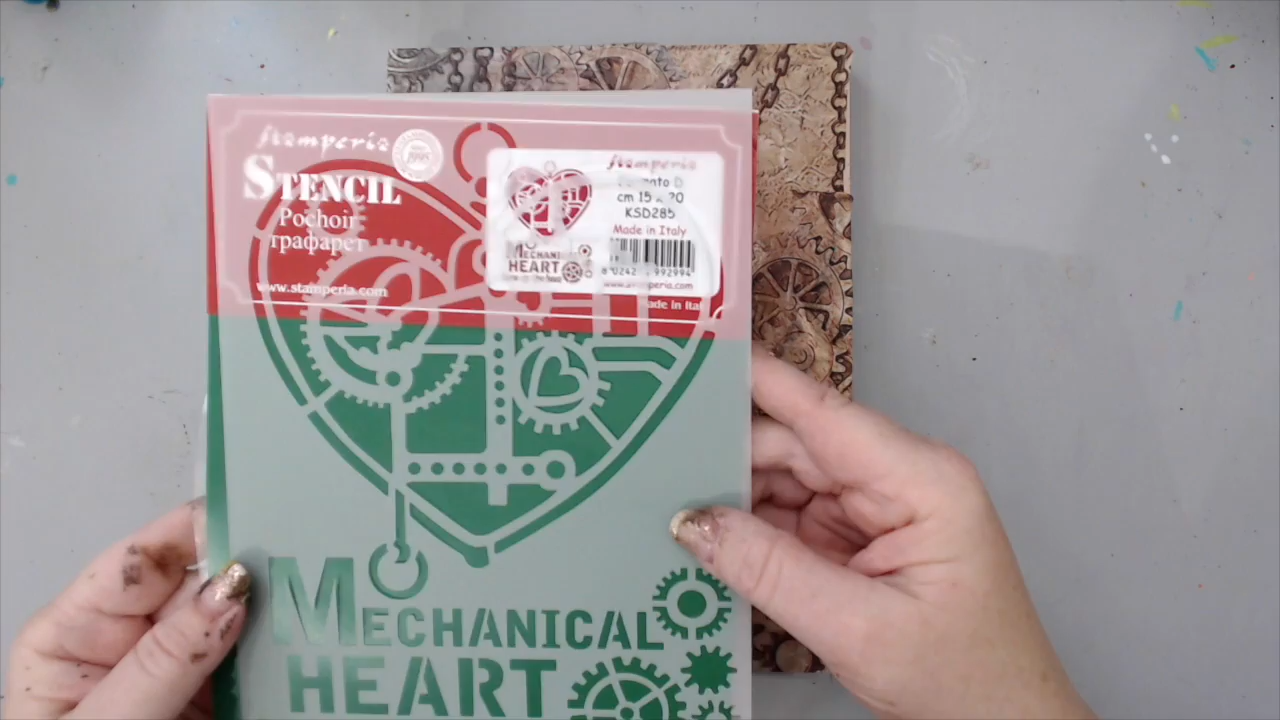 Stamperia
1995
STENCIL
Pochoir
трафарет
www.stamperia.com
Stamperia
cm 15 x 20
KSD285
Made in Italy
MECHANICAL
HEART
www.stamperia.com
MECHANICAL
HEART